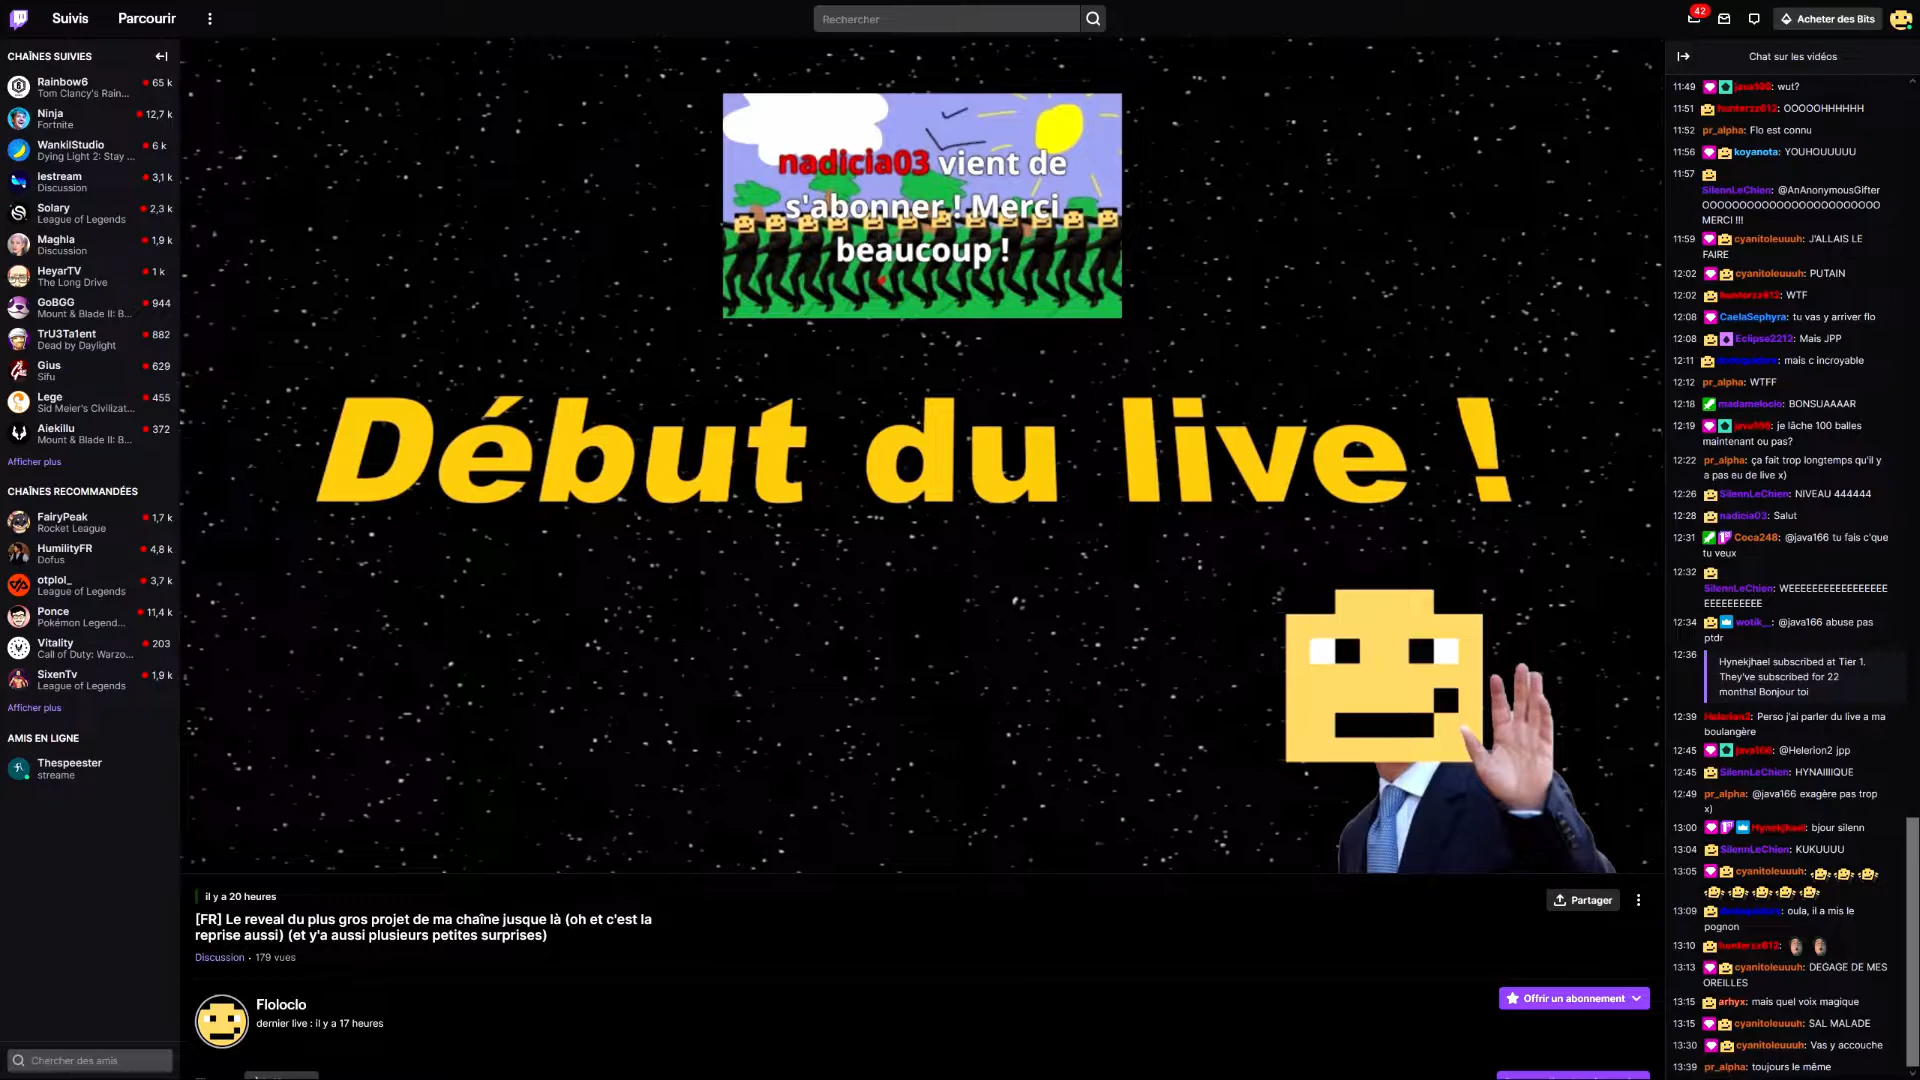 Suivis
Parcourir
Rechercher
42
Acheter des Bits
CHAÎNES SUIVIES
Rainbow6
65 k
Tom Clancy's Rain...
Ninja
12,7 k
Fortnite
WankilStudio
6 k
Dying Light 2: Stay ...
lestream
3,1 k
Discussion
Solary
2,3 k
League of Legends
Maghla
1,9 k
Discussion
HeyarTV
1 k
The Long Drive
GoBGG
944
Mount & Blade II: B...
TrU3Ta1ent
882
Dead by Daylight
Gius
629
Sifu
Lege
455
Sid Meier's Civilizat...
Aiekillu
372
Mount & Blade II: B...
Afficher plus
CHAÎNES RECOMMANDÉES
FairyPeak
1,7 k
Rocket League
HumilityFR
4,8 k
Dofus
otplol_
3,7 k
League of Legends
Ponce
11,4 k
Pokémon Legend...
Vitality
203
Call of Duty: Warzo...
SixenTv
1,9 k
League of Legends
Afficher plus
AMIS EN LIGNE
Thespeester
streame
Chercher des amis
nadicia03 vient de
s'abonner ! Merci
beaucoup !
Début du live !
il y a 20 heures
[FR] Le reveal du plus gros projet de ma chaîne jusque là (oh et c'est la
reprise aussi) (et y'a aussi plusieurs petites surprises)
Discussion • 179 vues
Partager
Floloclo
dernier live : il y a 17 heures
Offrir un abonnement
Chat sur les vidéos
11:49 java166: wut?
11:51 hunterzz612: OOOOOHHHHHH
11:52 pr_alpha: Flo est connu
11:56 koyanota: YOUHOUUUUU
11:57
SilennLeChien: @AnAnonymousGifter
OOOOOOOOOOOOOOOOOOOOOOOO
MERCI !!!
11:59 cyanitoleuuuh: J'ALLAIS LE
FAIRE
12:02 cyanitoleuuuh: PUTAIN
12:02 hunterzz612: WTF
12:08 CaelaSephyra: tu vas y arriver flo
12:08 Eclipse2212: Mais JPP
12:11 mais c incroyable
12:12 pr_alpha: WTFF
12:18 madameloclo: BONSUAAAAR
12:19 java166: je lâche 100 balles
maintenant ou pas?
12:22 pr_alpha: ça fait trop longtemps qu'il y
a pas eu de live x)
12:26 SilennLeChien: NIVEAU 444444
12:28 nadicia03: Salut
12:31 Coca248: @java166 tu fais c'que
tu veux
12:32
SilennLeChien: WEEEEEEEEEEEEEEEEE
EEEEEEEEEE
12:34 wotik__: @java166 abuse pas
ptdr
12:36
Hynekjhael subscribed at Tier 1.
They've subscribed for 22
months! Bonjour toi
12:39 Helerion2: Perso j'ai parler du live a ma
boulangère
12:45 java166: @Helerion2 jpp
12:45 SilennLeChien: HYNAIIIIQUE
12:49 pr_alpha: @java166 exagère pas trop
x)
13:00 Hynekjhael: bjour silenn
13:04 SilennLeChien: KUKUUUU
13:05 cyanitoleuuuh:
13:09 oula, il a mis le
pognon
13:10 hunterzz612:
13:13 cyanitoleuuuh: DEGAGE DE MES
OREILLES
13:15 arhyx: mais quel voix magique
13:15 cyanitoleuuuh: SAL MALADE
13:30 cyanitoleuuuh: Vas y accouche
13:39 pr_alpha: toujours le même